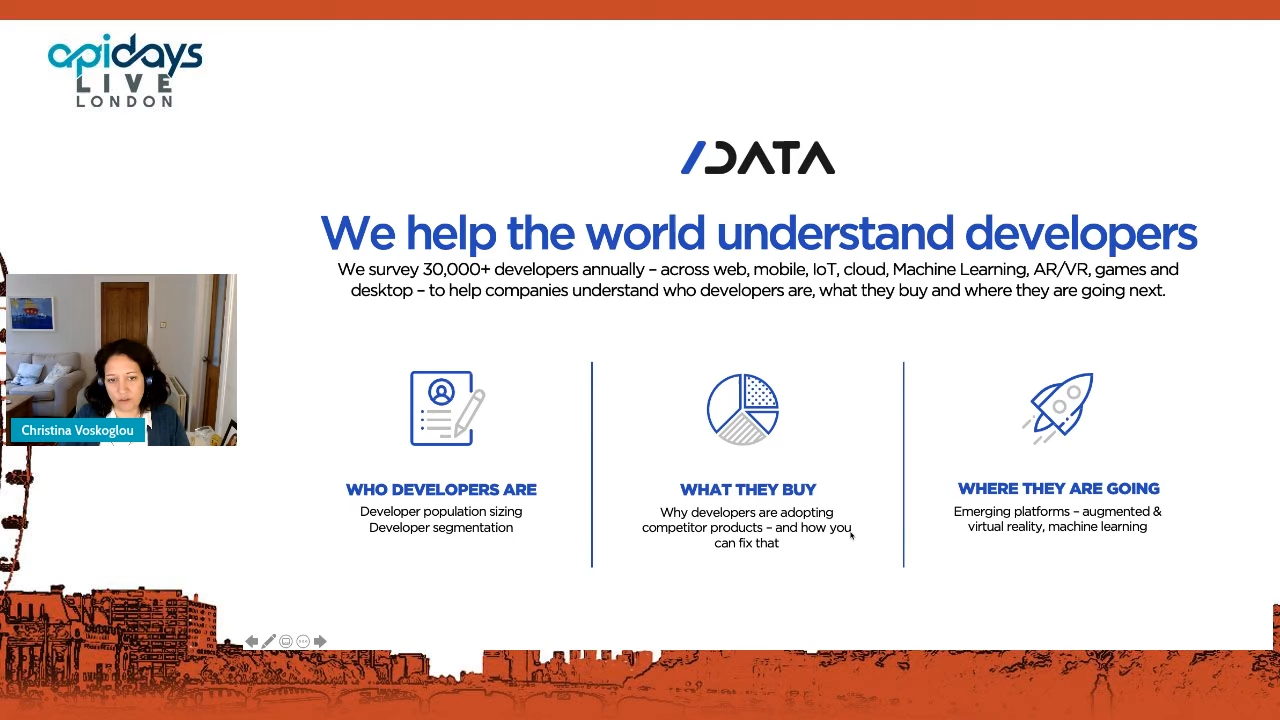 apidays
LIVE
LONDON
/DATA
We help the world understand developers
We survey 30,000+ developers annually – across web, mobile, IoT, cloud, Machine Learning, AR/VR, games and
desktop – to help companies understand who developers are, what they buy and where they are going next.
Christina Voskoglou
WHO DEVELOPERS ARE
Developer population sizing
Developer segmentation
WHAT THEY BUY
Why developers are adopting
competitor products – and how you
can fix that
WHERE THEY ARE GOING
Emerging platforms – augmented &
virtual reality, machine learning